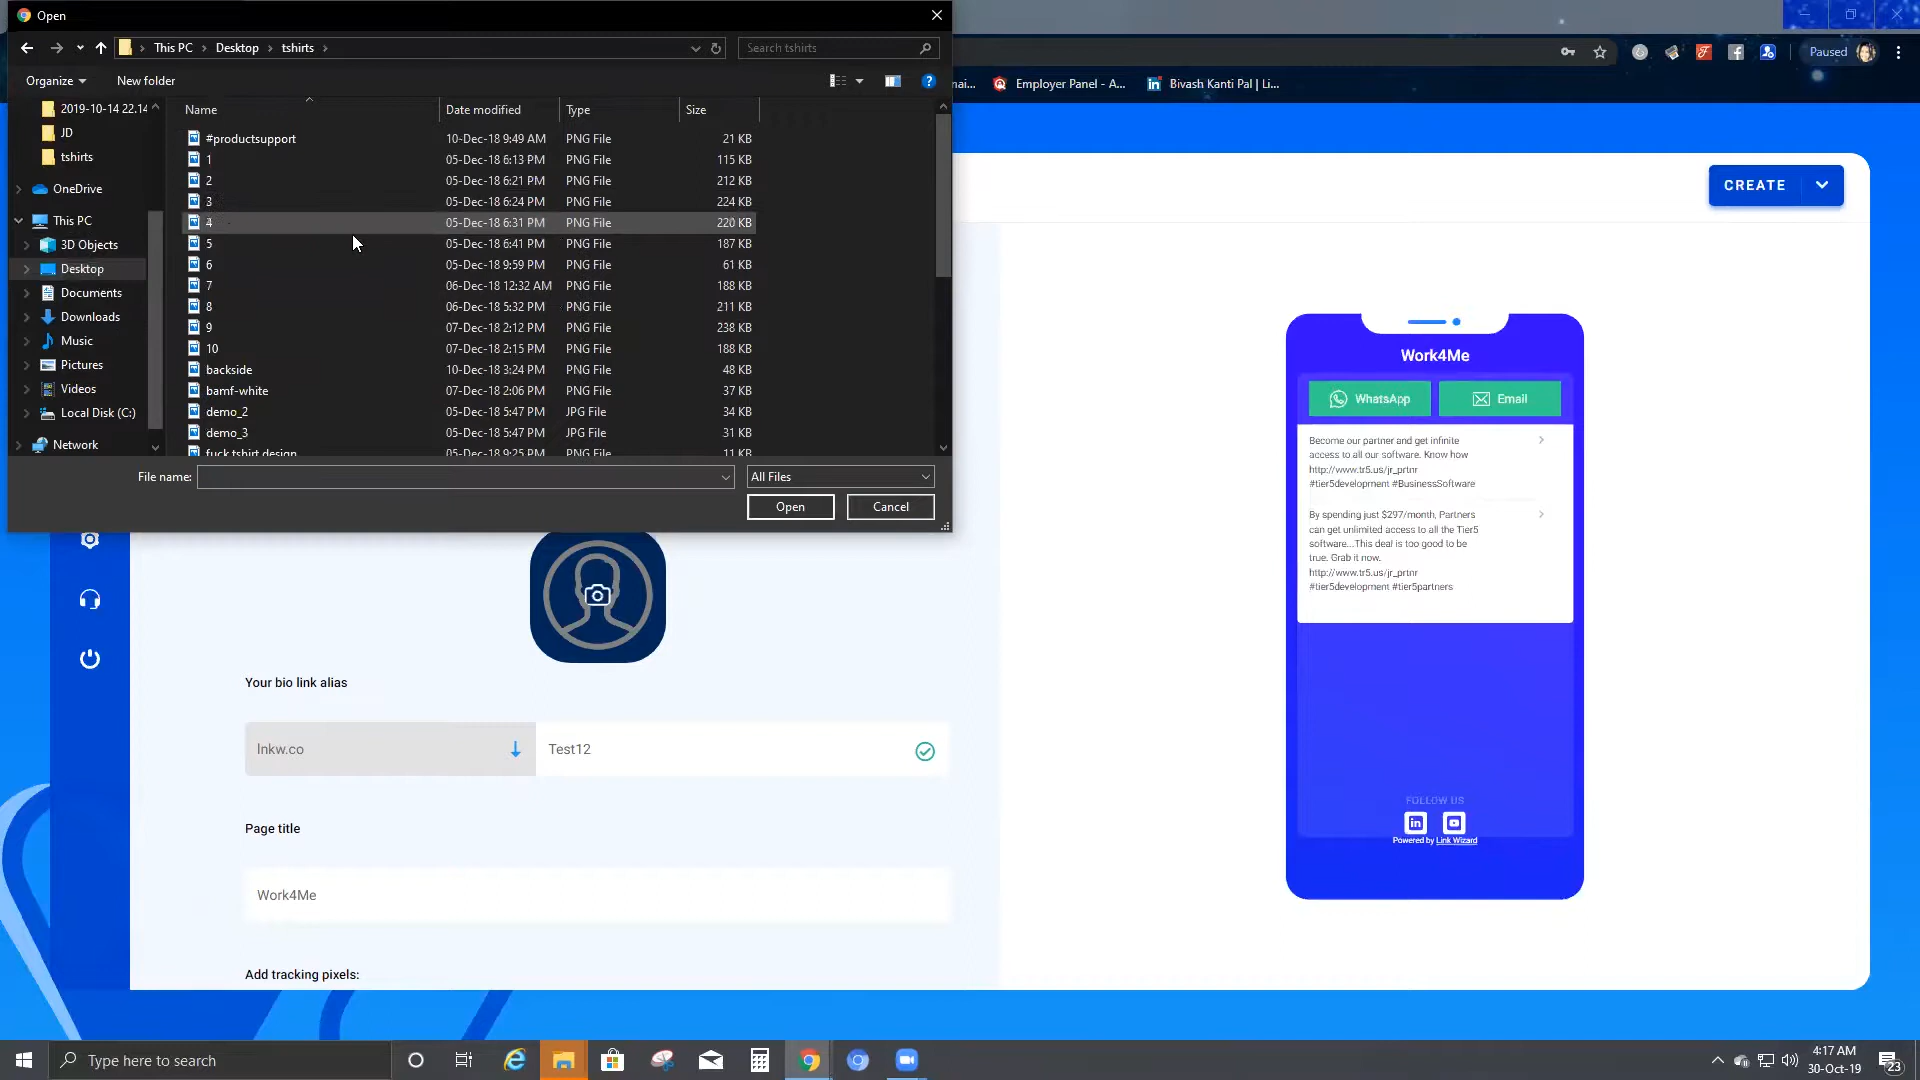 Open
This PC
Desktop
tshirts
Search tshirts
Paused
Organize
New folder
nai...
Employer Panel - A...
Bivash Kanti Pal | Li...
2019-10-14 22.14
JD
tshirts
OneDrive
This PC
3D Objects
Desktop
Documents
Downloads
Music
Pictures
Videos
Local Disk (C:)
Network
Name Date modified Type Size
#productsupport 10-Dec-18 9:49 AM PNG File 21 KB
1 05-Dec-18 6:13 PM PNG File 115 KB
2 05-Dec-18 6:21 PM PNG File 212 KB
3 05-Dec-18 6:24 PM PNG File 224 KB
4 05-Dec-18 6:31 PM PNG File 220 KB
5 05-Dec-18 6:41 PM PNG File 187 KB
6 05-Dec-18 9:59 PM PNG File 61 KB
7 06-Dec-18 12:32 AM PNG File 188 KB
8 06-Dec-18 5:32 PM PNG File 211 KB
9 07-Dec-18 2:12 PM PNG File 238 KB
10 07-Dec-18 2:15 PM PNG File 188 KB
backside 10-Dec-18 3:24 PM PNG File 48 KB
bamf-white 07-Dec-18 2:06 PM PNG File 37 KB
demo_2 05-Dec-18 5:47 PM JPG File 34 KB
demo_3 05-Dec-18 5:47 PM JPG File 31 KB
fuck tshirt design 05-Dec-18 9:25 PM PNG File 11 KB
File name:
All Files
Open
Cancel
CREATE
Your bio link alias
lnkw.co
Test12
Page title
Work4Me
Add tracking pixels:
Work4Me
WhatsApp
Email
Become our partner and get infinite
access to all our software. Know how
http://www.tr5.us/jr_prtnr
#tier5development #BusinessSoftware
By spending just $297/month, Partners
can get unlimited access to all the Tier5
software...This deal is too good to be
true. Grab it now.
http://www.tr5.us/jr_prtnr
#tier5development #tier5partners
FOLLOW US
Powered by Link Wizard
Type here to search
4:17 AM
30-Oct-19
23